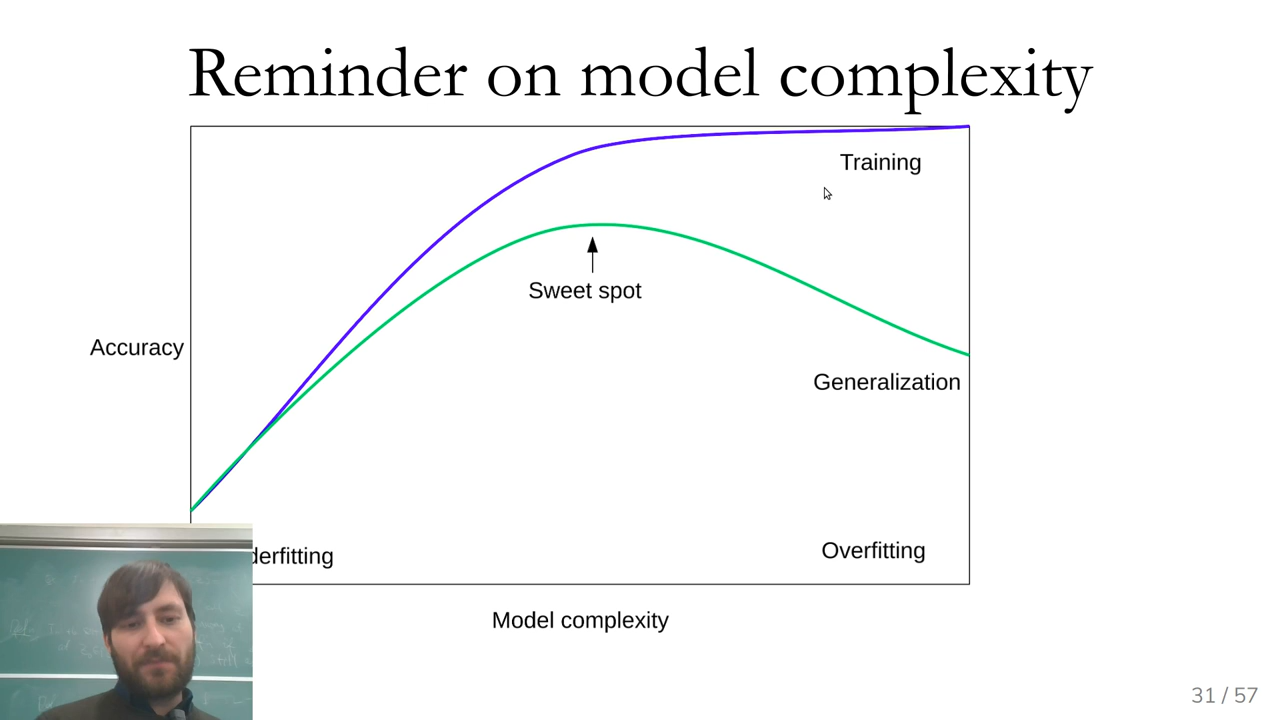 Reminder on model complexity
Training
Sweet spot
Accuracy
Generalization
derfitting
Overfitting
Model complexity
31 / 57